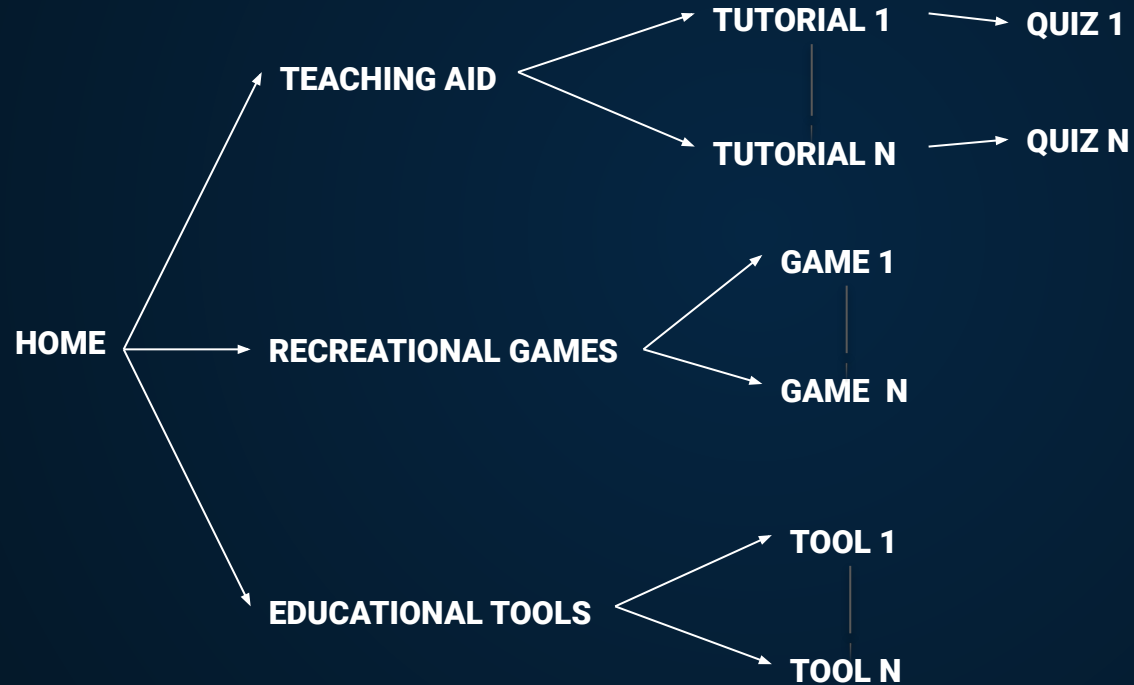 TUTORIAL 1
QUIZ 1
TEACHING AID
TUTORIAL N
QUIZ N
GAME 1
HOME
RECREATIONAL GAMES
GAME N
TOOL 1
EDUCATIONAL TOOLS
TOOL N